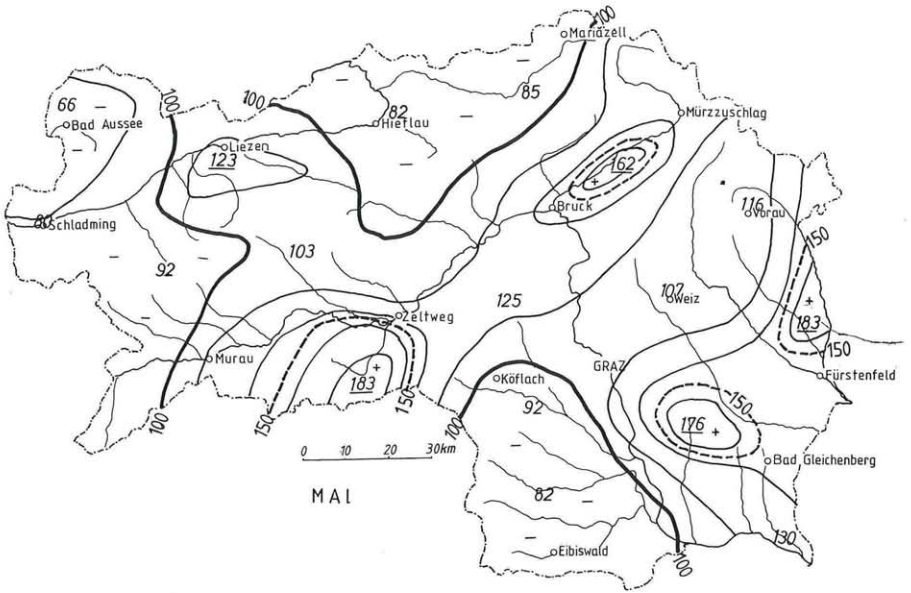 100
Mariazell
66
100
100
82
85
Bad Aussee
Hieflau
Mürzzuschlag
Liezen
123
162
Bruck
116
Vorau
Schladming
150
103
92
125
107
Weiz
183
Zeltweg
150
Murau
GRAZ
Fürstenfeld
183
Köflach
150
92
150
100
150
100
176
0 10 20 30km
Bad Gleichenberg
MAI
82
130
Eibiswald
100